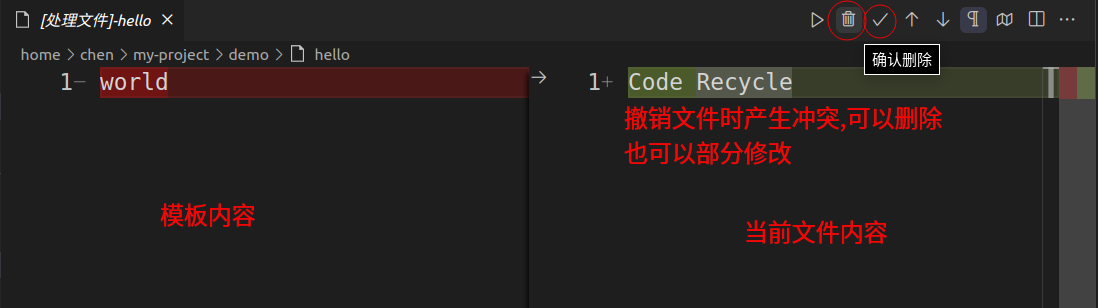 [处理文件]-hello
home > chen > my-project > demo > hello
确认删除
1- world
1+ Code Recycle
撤销文件时产生冲突,可以删除
也可以部分修改
模板内容
当前文件内容